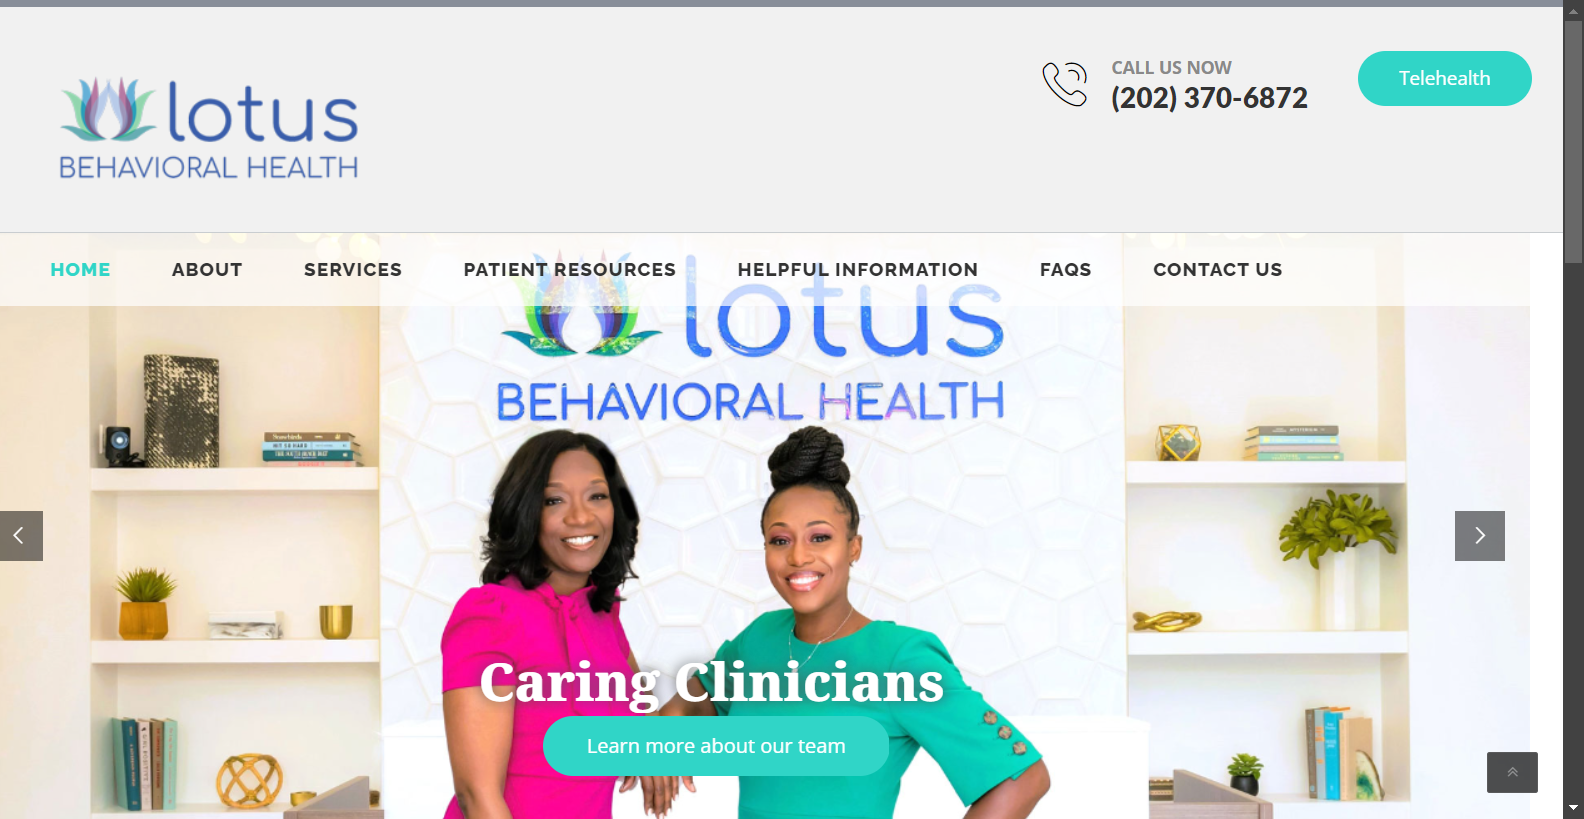 lotus
BEHAVIORAL HEALTH
CALL US NOW
(202) 370-6872
Telehealth
HOME ABOUT SERVICES PATIENT RESOURCES HELPFUL INFORMATION FAQS CONTACT US
lotus
BEHAVIORAL HEALTH
Caring Clinicians
Learn more about our team